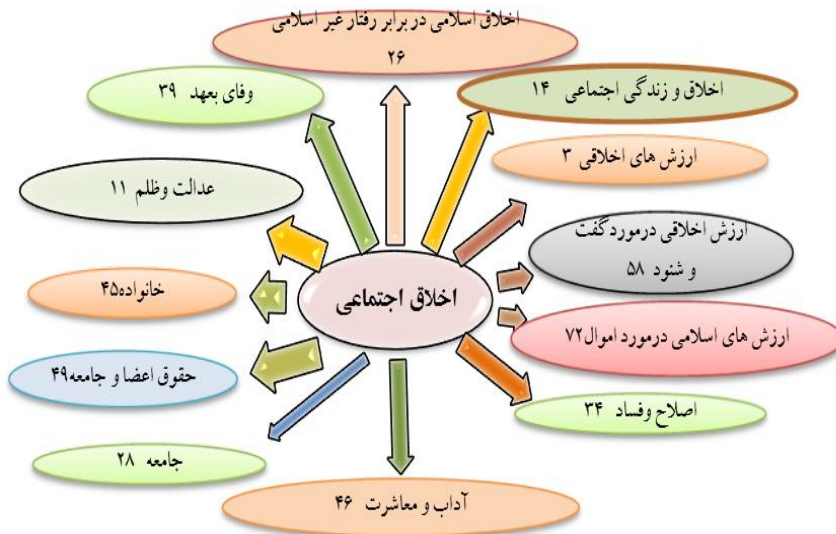 اخلاق اسلامی در برابر رفتار غیر اسلامی
۲۶
اخلاق و زندگی اجتماعی ۱۴
ارزش های اخلاقی ۳
ارزش اخلاقی درمورد گفت
و شنود ۵۸
ارزش های اسلامی درمورد اموال۷۲
اصلاح وفساد ۳۴
آداب و معاشرت ۴۶
جامعه ۲۸
حقوق اعضا و جامعه۴۹
خانواده۴۵
عدالت وظلم ۱۱
وفای بعهد ۳۹
اخلاق اجتماعی